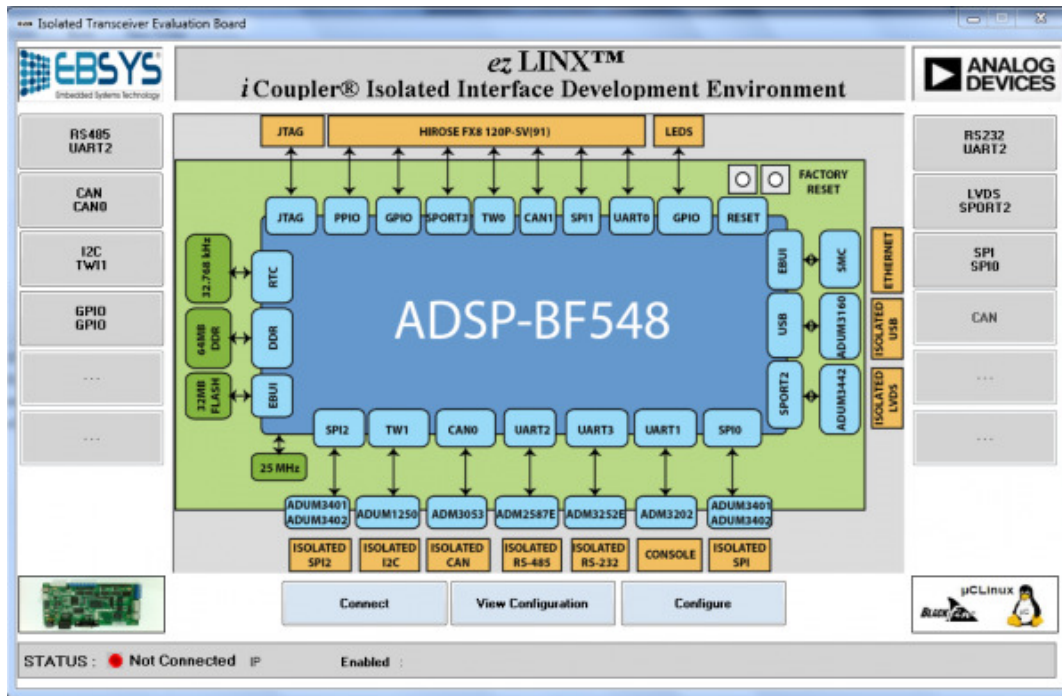 Isolated Transceiver Evaluation Board
EBSYS
Embedded Systems Technology
ez LINX™
iCoupler® Isolated Interface Development Environment
ANALOG
DEVICES
RS485
UART2
CAN
CAN0
I2C
TWI1
GPIO
GPIO
...
...
JTAG
HIROSE FX8 120P-SV(91)
LEDS
FACTORY
RESET
JTAG
PPIO
GPIO
SPORT3
TW0
CAN1
SPI1
UART0
GPIO
RESET
32.768 kHz
RTC
64MB
DDR
DDR
32MB
FLASH
EBUI
25 MHz
ADSP-BF548
EBUI
SMC
ETHERNET
USB
ADUM3160
ISOLATED
USB
SPORT2
ADUM3442
ISOLATED
LVDS
SPI2
TW1
CAN0
UART2
UART3
UART1
SPI0
ADUM3401
ADUM3402
ADUM1250
ADM3053
ADM2587E
ADM3252E
ADM3202
ADUM3401
ADUM3402
ISOLATED
SPI2
ISOLATED
I2C
ISOLATED
CAN
ISOLATED
RS-485
ISOLATED
RS-232
CONSOLE
ISOLATED
SPI
RS232
UART2
LVDS
SPORT2
SPI
SPI0
CAN
...
...
Connect
View Configuration
Configure
µCLinux
STATUS : Not Connected IP Enabled :